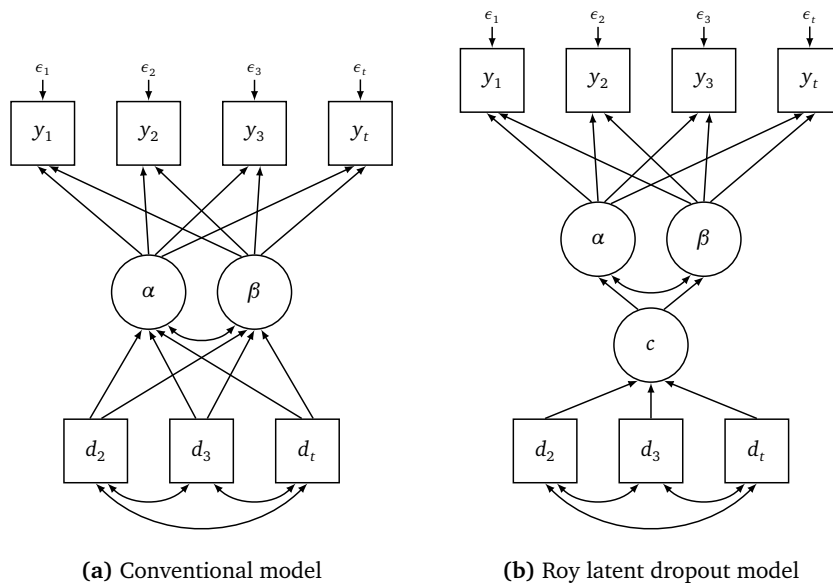 ϵ₁ ϵ₂ ϵ₃ ϵₜ
y₁ y₂ y₃ yₜ
α β
d₂ d₃ dₜ
(a) Conventional model
ϵ₁ ϵ₂ ϵ₃ ϵₜ
y₁ y₂ y₃ yₜ
α β
c
d₂ d₃ dₜ
(b) Roy latent dropout model